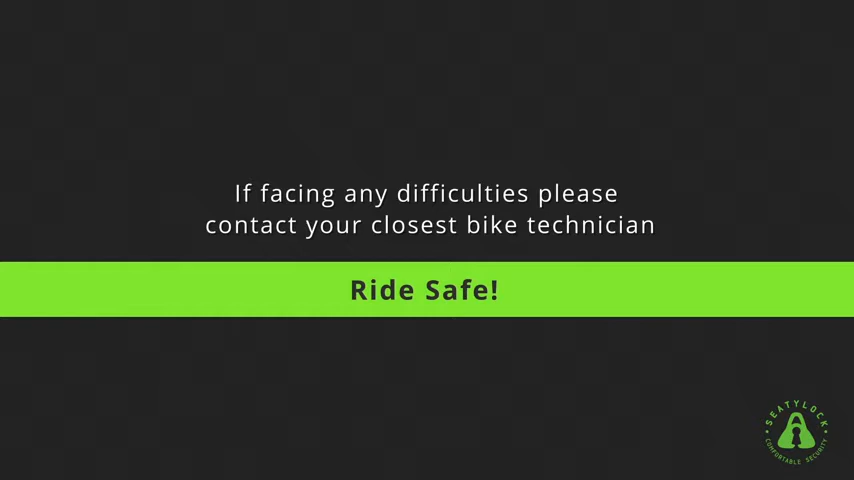 If facing any difficulties please
contact your closest bike technician
Ride Safe!
SEATYLOCK
COMFORTABLE SECURITY